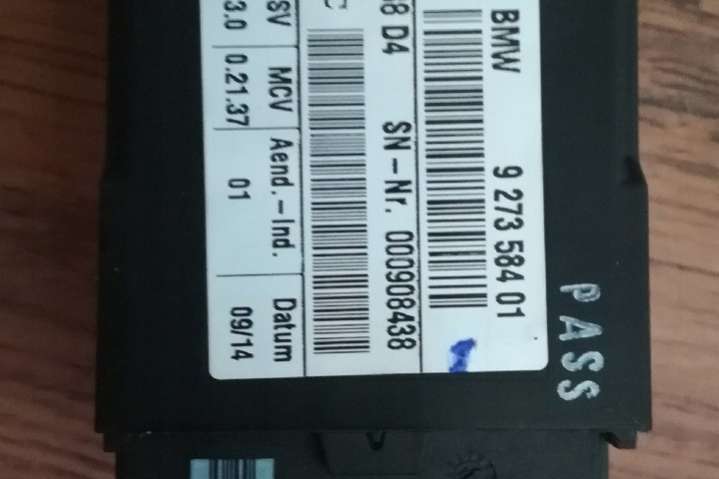 BMW 9 273 584 01
68 D4 SN-Nr. 000908438
SV MCV Aend.-Ind. Datum
3.0 0.21.37 01 09/14
PASS